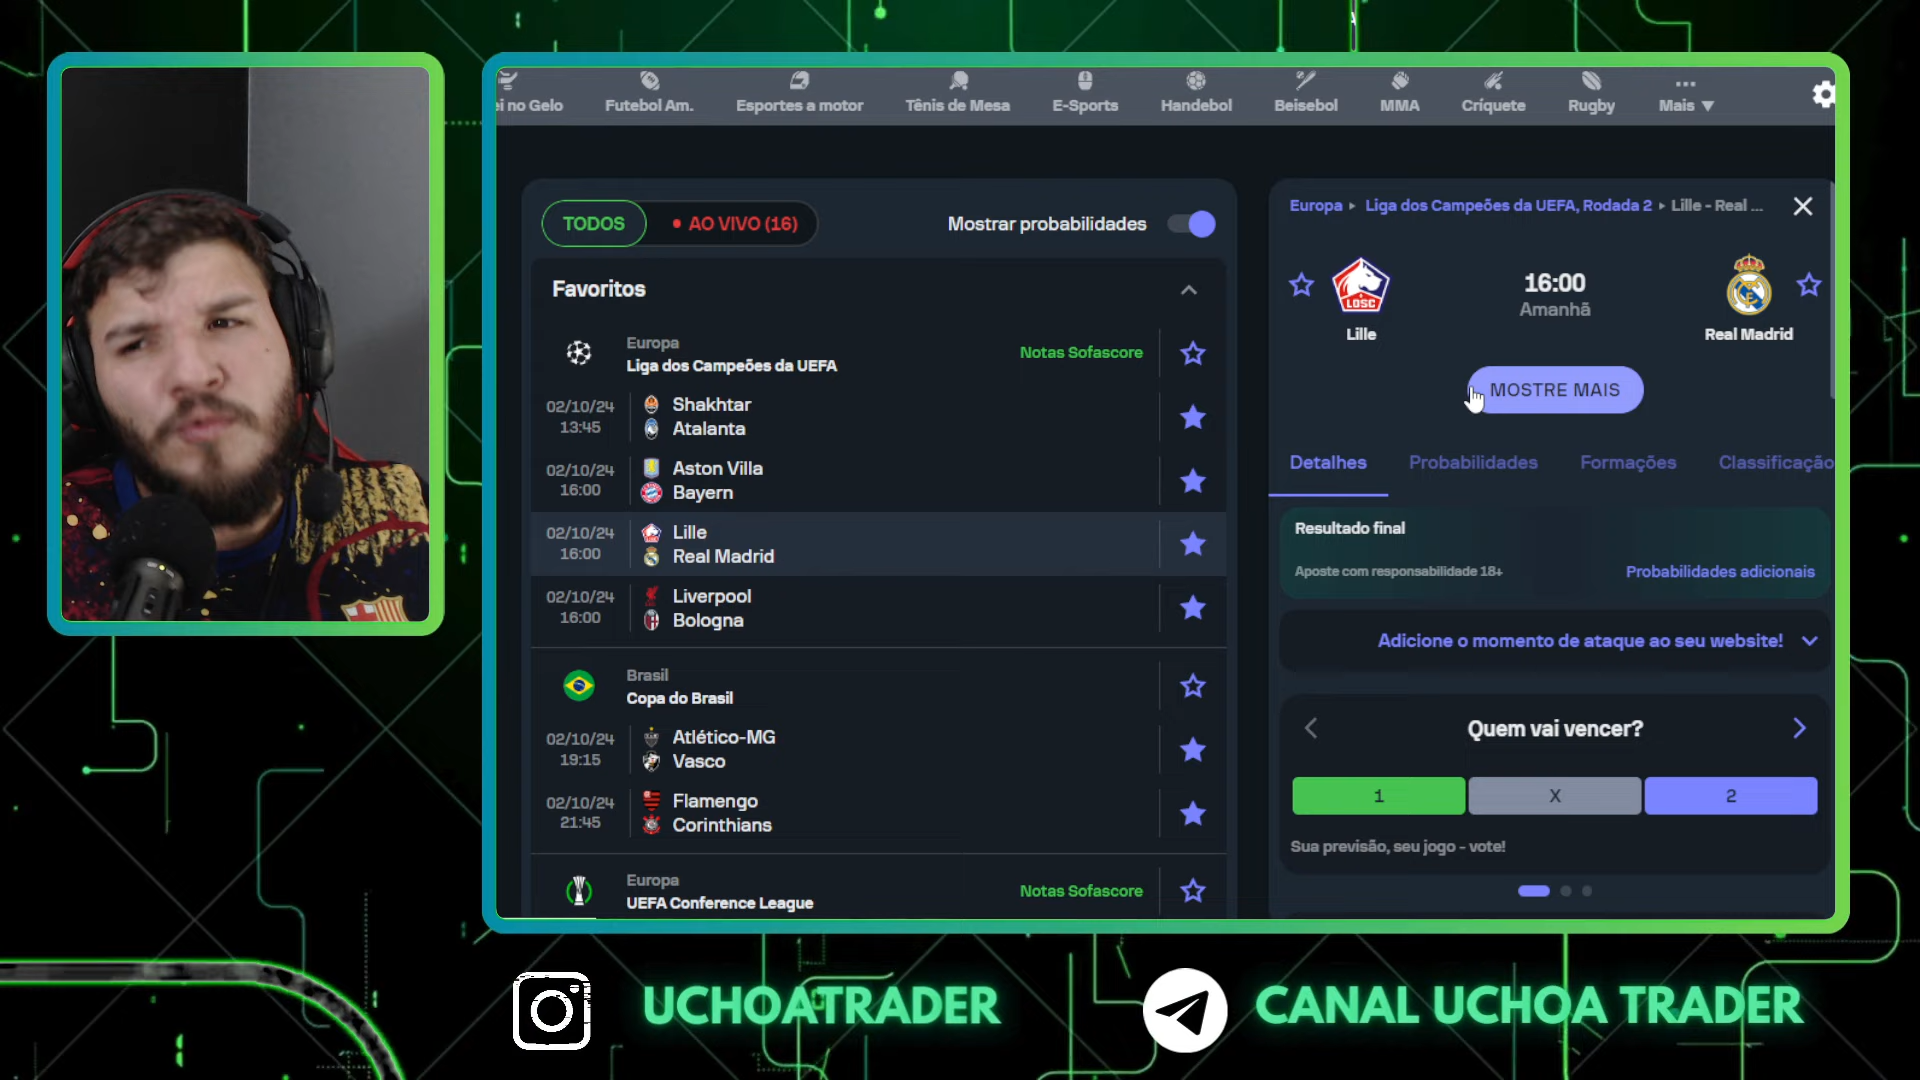 ei no Gelo
Futebol Am.
Esportes a motor
Tênis de Mesa
E-Sports
Handebol
Beisebol
MMA
Críquete
Rugby
Mais ▼
TODOS
• AO VIVO (16)
Mostrar probabilidades
Favoritos
Europa
Liga dos Campeões da UEFA
Notas Sofascore
02/10/24
13:45
Shakhtar
Atalanta
02/10/24
16:00
Aston Villa
Bayern
02/10/24
16:00
Lille
Real Madrid
02/10/24
16:00
Liverpool
Bologna
Brasil
Copa do Brasil
02/10/24
19:15
Atlético-MG
Vasco
02/10/24
21:45
Flamengo
Corinthians
Europa
UEFA Conference League
Notas Sofascore
Europa ▸ Liga dos Campeões da UEFA, Rodada 2 ▸ Lille - Real ...
LOSC
Lille
16:00
Amanhã
Real Madrid
MOSTRE MAIS
Detalhes
Probabilidades
Formações
Classificação
Resultado final
Aposte com responsabilidade 18+
Probabilidades adicionais
Adicione o momento de ataque ao seu website!
Quem vai vencer?
1
X
2
Sua previsão, seu jogo - vote!
UCHOATRADER
CANAL UCHOA TRADER